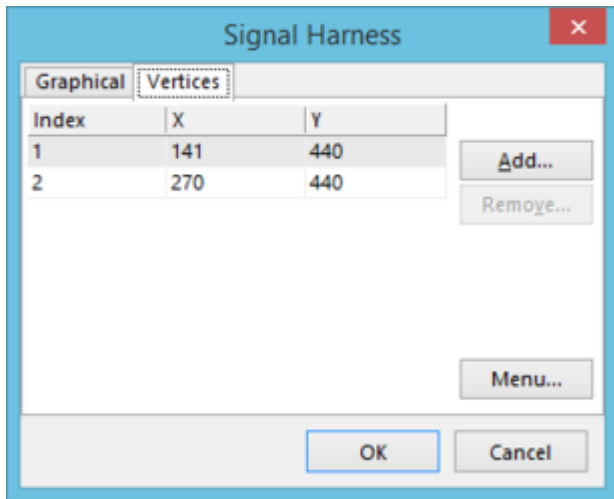 Signal Harness
Graphical Vertices
Index X Y
1 141 440
2 270 440
Add...
Remove...
Menu...
OK Cancel